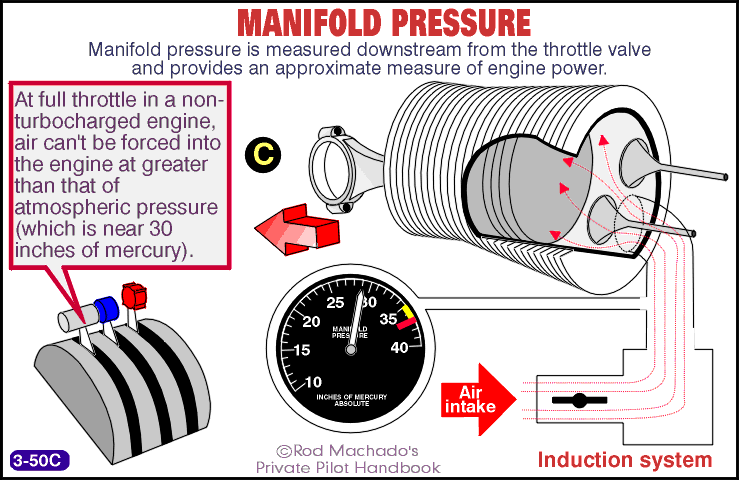 MANIFOLD PRESSURE
Manifold pressure is measured downstream from the throttle valve
and provides an approximate measure of engine power.
At full throttle in a non-
turbocharged engine,
air can't be forced into
the engine at greater
than that of
atmospheric pressure
(which is near 30
inches of mercury).
C
10
15
20
25
30
35
40
MANIFOLD
PRESSURE
INCHES OF MERCURY
ABSOLUTE
Air
intake
Induction system
3-50C
©Rod Machado's
Private Pilot Handbook